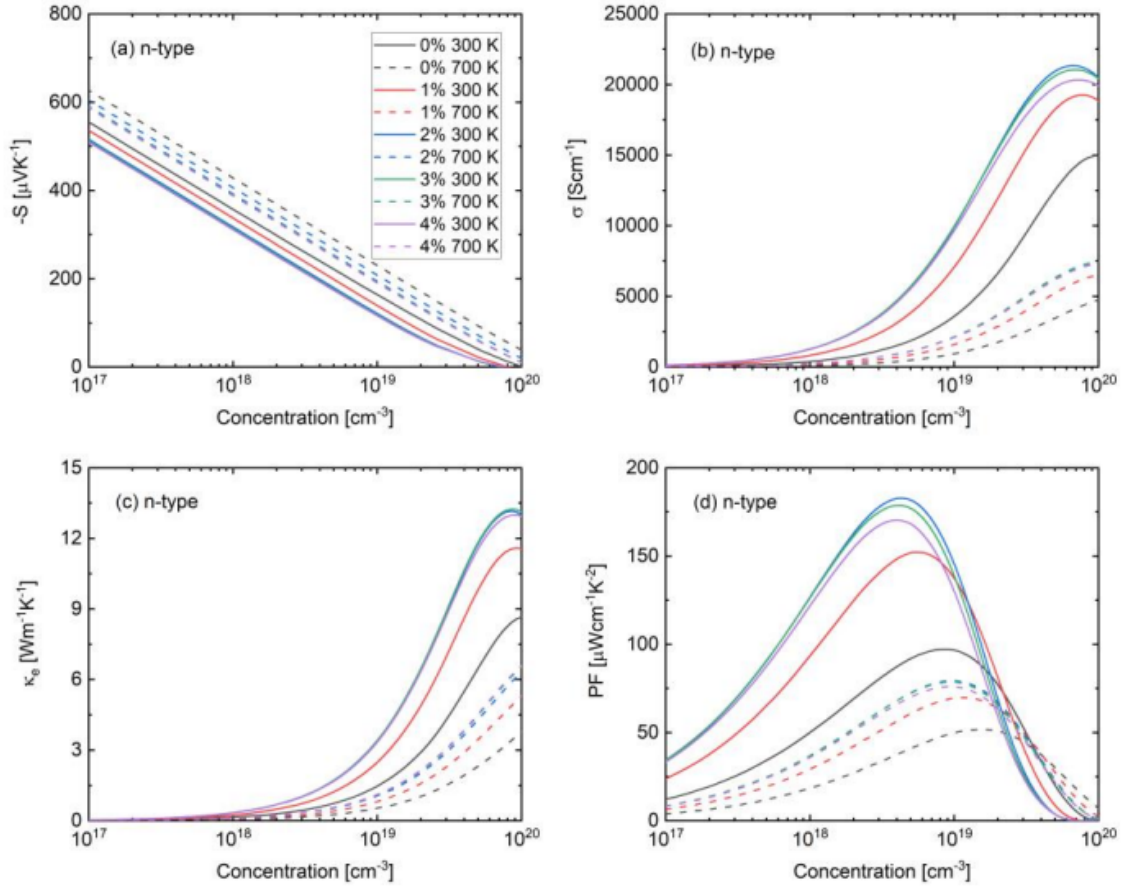 (a) n-type
-S [μVK⁻¹]
800
600
400
200
0
10¹⁷
10¹⁸
10¹⁹
10²⁰
Concentration [cm⁻³]
0% 300 K
0% 700 K
1% 300 K
1% 700 K
2% 300 K
2% 700 K
3% 300 K
3% 700 K
4% 300 K
4% 700 K
(b) n-type
σ [Scm⁻¹]
25000
20000
15000
10000
5000
0
10¹⁷
10¹⁸
10¹⁹
10²⁰
Concentration [cm⁻³]
(c) n-type
κₑ [Wm⁻¹K⁻¹]
15
12
9
6
3
0
10¹⁷
10¹⁸
10¹⁹
10²⁰
Concentration [cm⁻³]
(d) n-type
PF [μWcm⁻¹K⁻²]
200
150
100
50
0
10¹⁷
10¹⁸
10¹⁹
10²⁰
Concentration [cm⁻³]